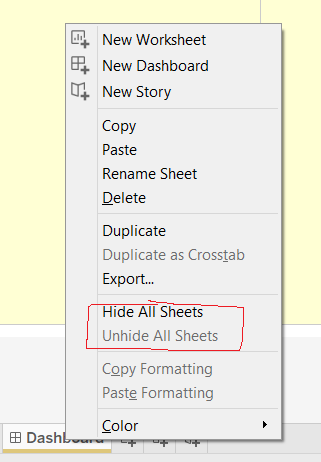 New Worksheet
New Dashboard
New Story
Copy
Paste
Rename Sheet
Delete
Duplicate
Duplicate as Crosstab
Export...
Hide All Sheets
Unhide All Sheets
Copy Formatting
Paste Formatting
Color
Dashboard